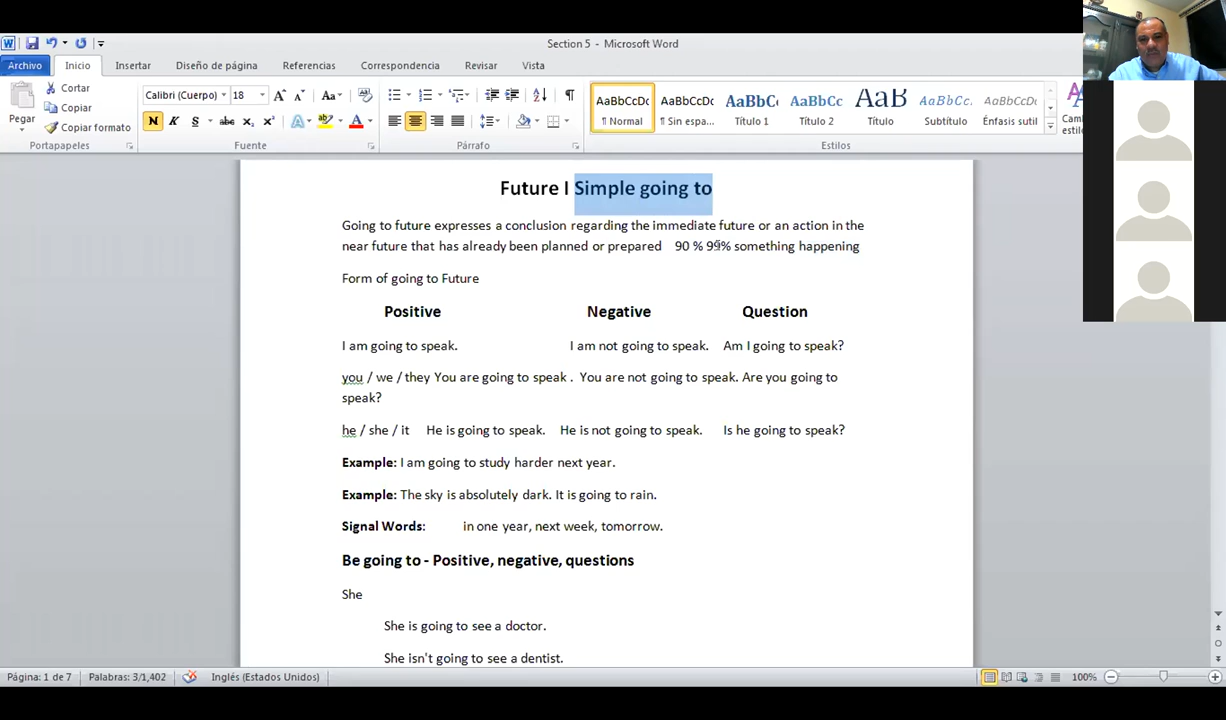 Section 5 - Microsoft Word
Archivo Inicio Insertar Diseño de página Referencias Correspondencia Revisar Vista
Pegar
Cortar
Copiar
Copiar formato
Portapapeles
Calibri (Cuerpo) 18
Fuente
Párrafo
AaBbCcDc AaBbCcDc AaBbCc AaBbCc AaB AaBbCc. AaBbCcDc
¶ Normal ¶ Sin espa... Título 1 Título 2 Título Subtítulo Énfasis sutil
Estilos
Future I Simple going to
Going to future expresses a conclusion regarding the immediate future or an action in the
near future that has already been planned or prepared 90 % 99% something happening
Form of going to Future
Positive Negative Question
I am going to speak. I am not going to speak. Am I going to speak?
you / we / they You are going to speak . You are not going to speak. Are you going to
speak?
he / she / it He is going to speak. He is not going to speak. Is he going to speak?
Example: I am going to study harder next year.
Example: The sky is absolutely dark. It is going to rain.
Signal Words: in one year, next week, tomorrow.
Be going to - Positive, negative, questions
She
She is going to see a doctor.
She isn't going to see a dentist.
Página: 1 de 7 Palabras: 3/1,402 Inglés (Estados Unidos) 100%